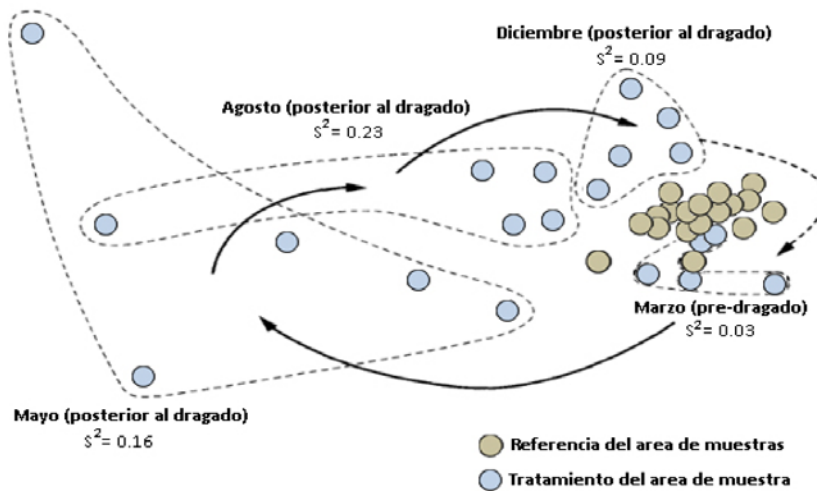 Diciembre (posterior al dragado)
S² = 0.09
Agosto (posterior al dragado)
S² = 0.23
Marzo (pre-dragado)
S² = 0.03
Mayo (posterior al dragado)
S² = 0.16
Referencia del area de muestras
Tratamiento del area de muestra